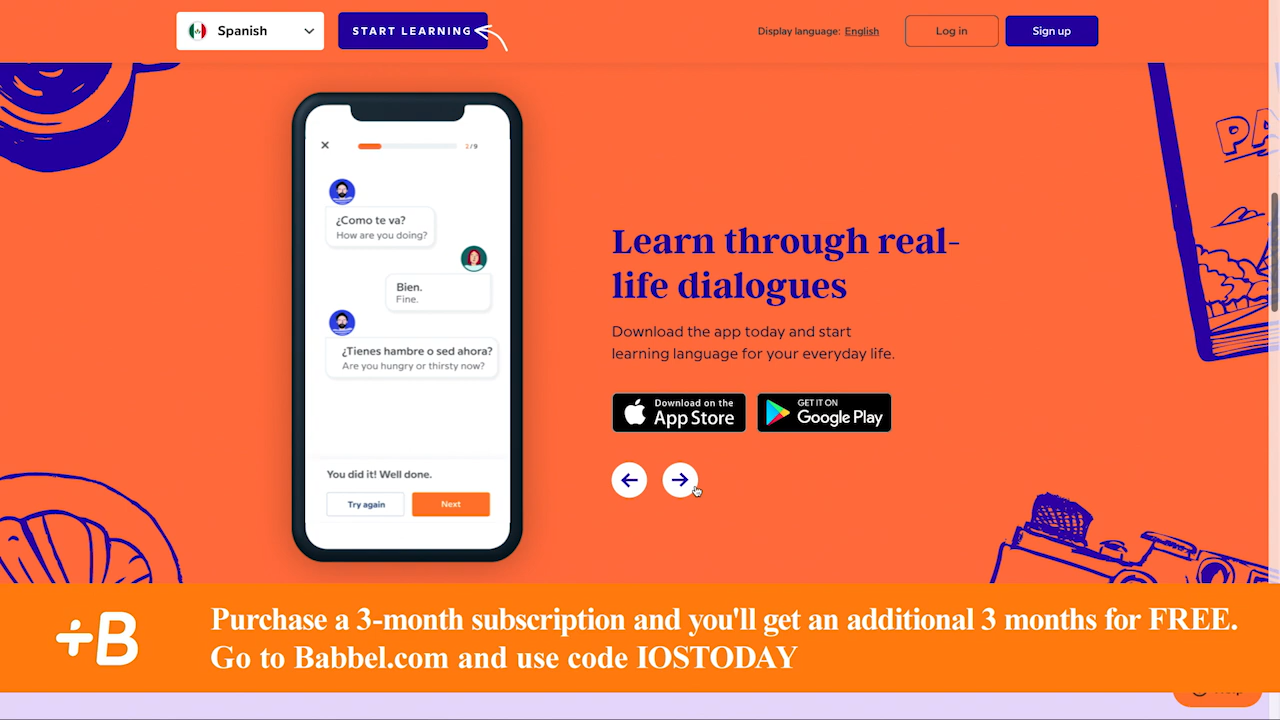 Spanish
START LEARNING
Display language: English
Log in
Sign up
PA
2/9
¿Como te va?
How are you doing?
Bien.
Fine.
¿Tienes hambre o sed ahora?
Are you hungry or thirsty now?
You did it! Well done.
Try again
Next
Learn through real-
life dialogues
Download the app today and start
learning language for your everyday life.
Download on the
App Store
GET IT ON
Google Play
+B
Purchase a 3-month subscription and you'll get an additional 3 months for FREE.
Go to Babbel.com and use code IOSTODAY